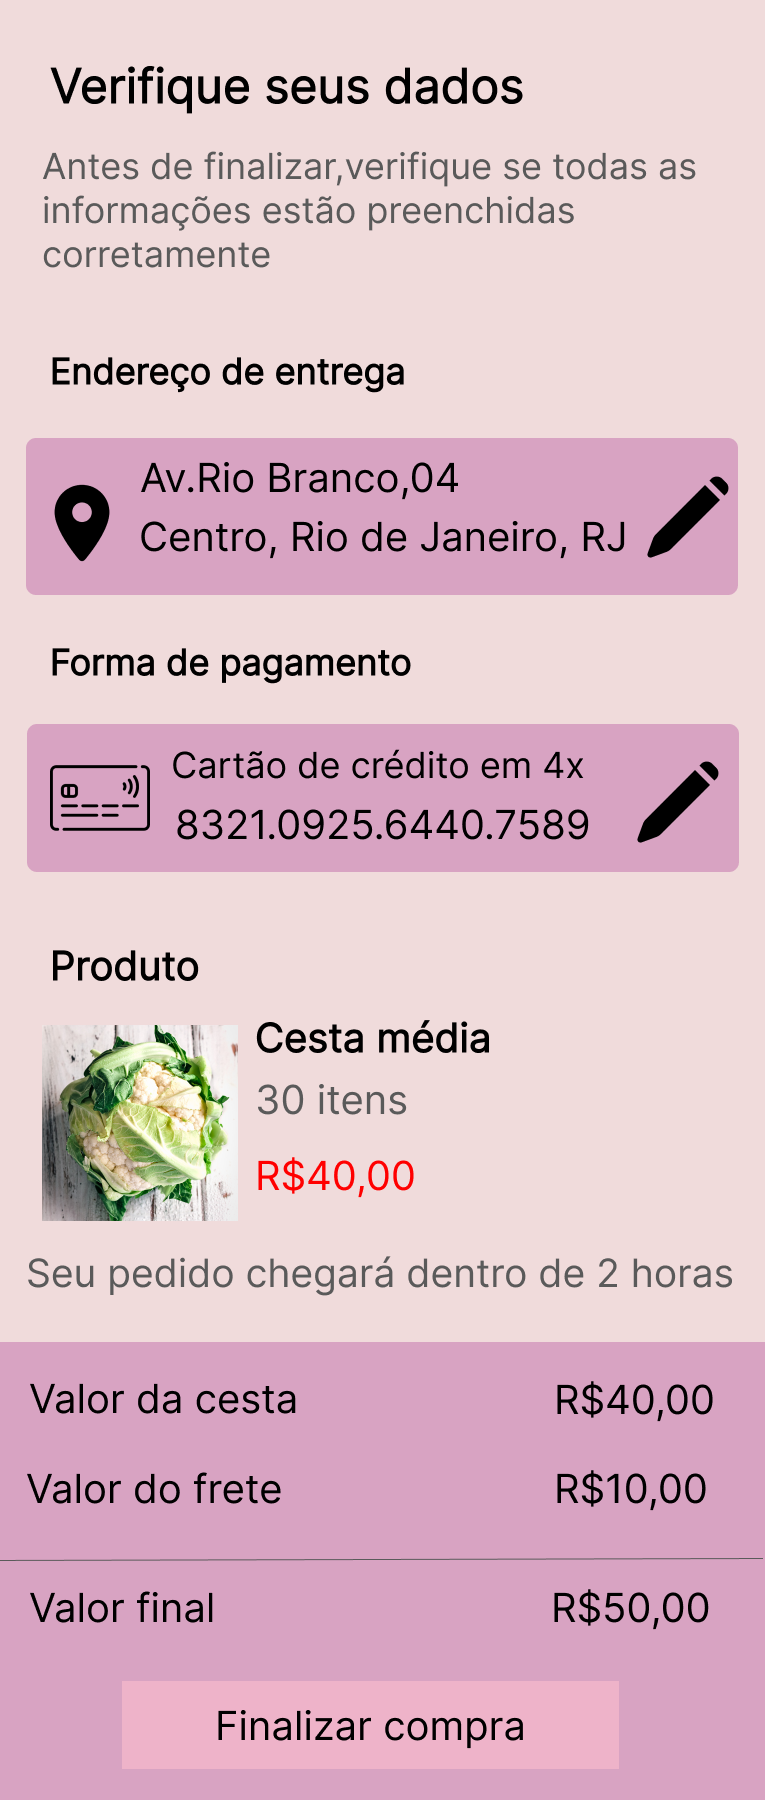 Verifique seus dados
Antes de finalizar,verifique se todas as
informações estão preenchidas
corretamente
Endereço de entrega
Av.Rio Branco,04
Centro, Rio de Janeiro, RJ
Forma de pagamento
Cartão de crédito em 4x
8321.0925.6440.7589
Produto
Cesta média
30 itens
R$40,00
Seu pedido chegará dentro de 2 horas
Valor da cesta R$40,00
Valor do frete R$10,00
Valor final R$50,00
Finalizar compra